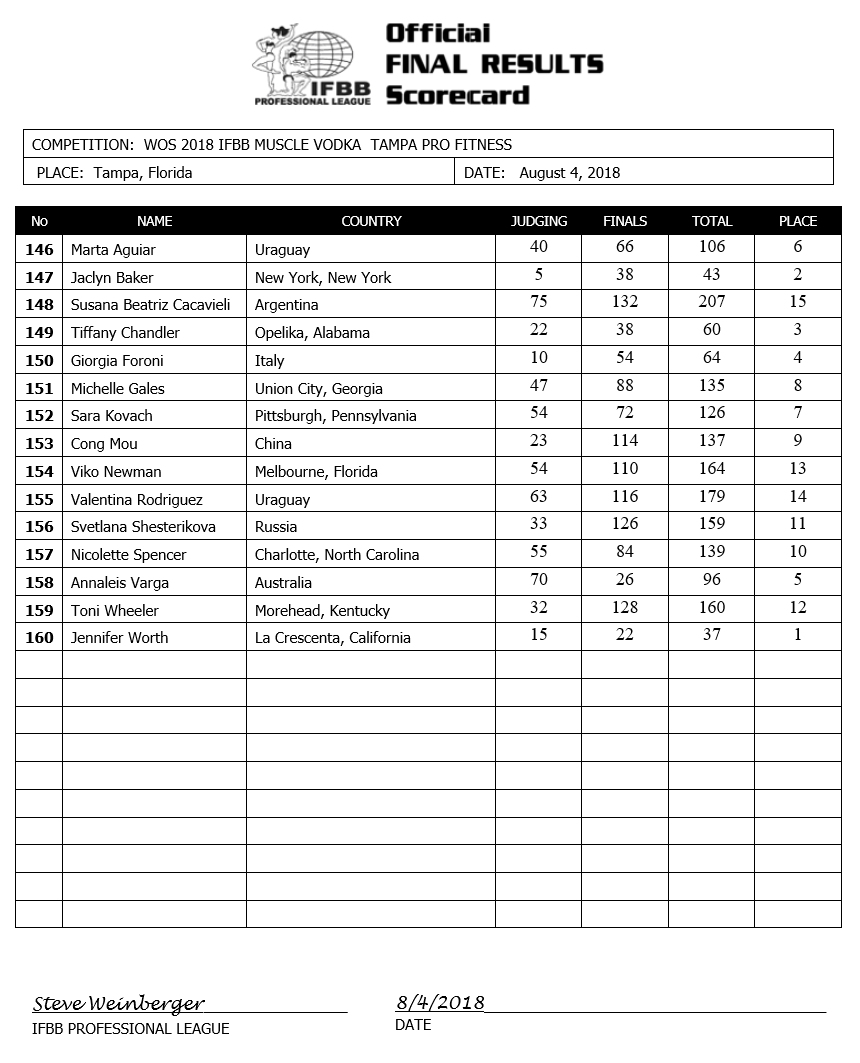 Official
FINAL RESULTS
Scorecard
IFBB
PROFESSIONAL LEAGUE
COMPETITION: WOS 2018 IFBB MUSCLE VODKA TAMPA PRO FITNESS
PLACE: Tampa, Florida DATE: August 4, 2018
No NAME COUNTRY JUDGING FINALS TOTAL PLACE
146 Marta Aguiar Uraguay 40 66 106 6
147 Jaclyn Baker New York, New York 5 38 43 2
148 Susana Beatriz Cacavieli Argentina 75 132 207 15
149 Tiffany Chandler Opelika, Alabama 22 38 60 3
150 Giorgia Foroni Italy 10 54 64 4
151 Michelle Gales Union City, Georgia 47 88 135 8
152 Sara Kovach Pittsburgh, Pennsylvania 54 72 126 7
153 Cong Mou China 23 114 137 9
154 Viko Newman Melbourne, Florida 54 110 164 13
155 Valentina Rodriguez Uraguay 63 116 179 14
156 Svetlana Shesterikova Russia 33 126 159 11
157 Nicolette Spencer Charlotte, North Carolina 55 84 139 10
158 Annaleis Varga Australia 70 26 96 5
159 Toni Wheeler Morehead, Kentucky 32 128 160 12
160 Jennifer Worth La Crescenta, California 15 22 37 1
Steve Weinberger 8/4/2018
IFBB PROFESSIONAL LEAGUE DATE